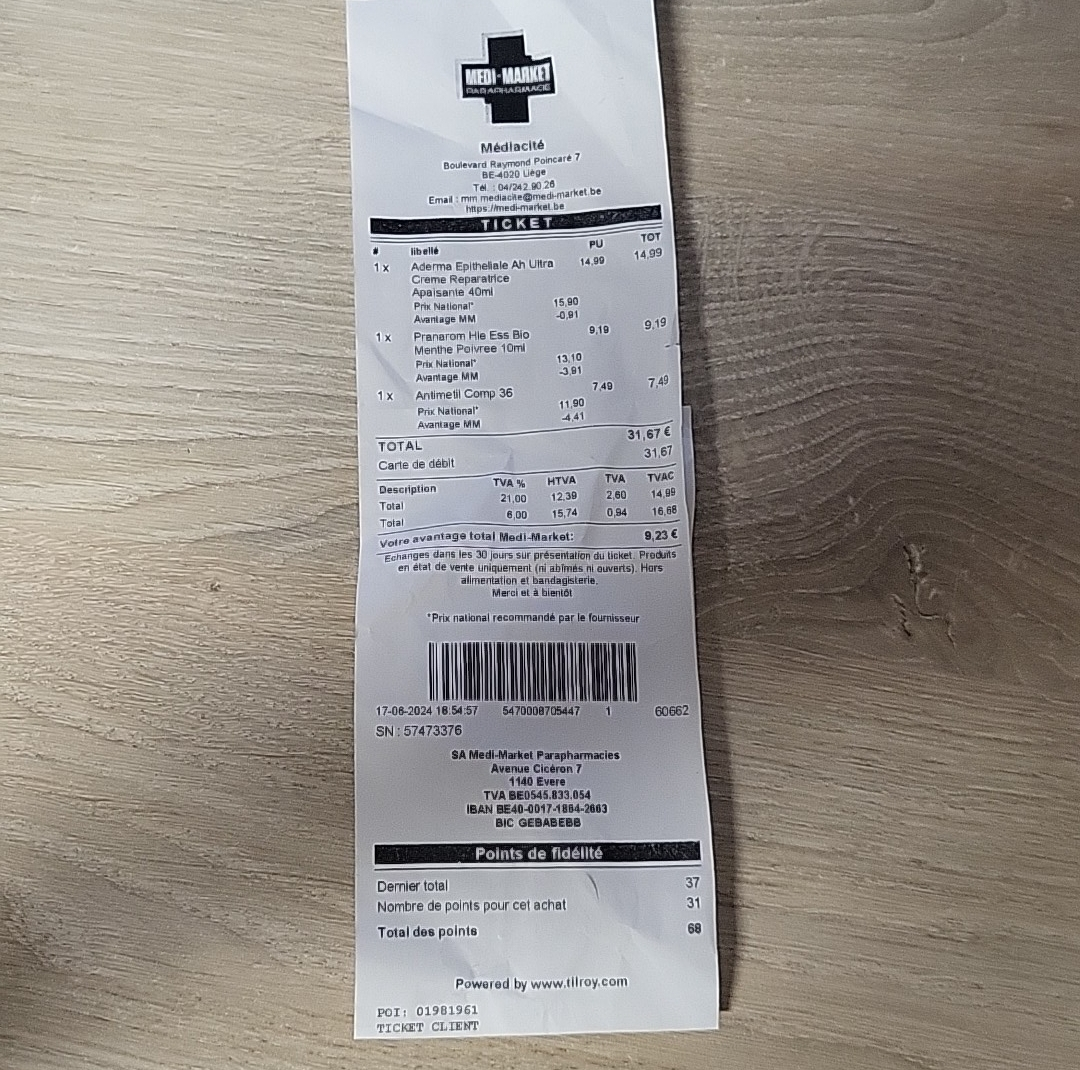 MEDI-MARKET
PARAPHARMACIE
Médiacité
Boulevard Raymond Poincaré 7
BE-4020 Liège
Tél. : 04/242.90.26
Email : mm.mediacite@medi-market.be
https://medi-market.be
TICKET
# libellé PU TOT
1 x Aderma Epitheliale Ah Ultra 14,99 14,99
Creme Reparatrice
Apaisante 40ml
Prix National* 15,90
Avantage MM -0,91
1 x Pranarom Hle Ess Bio 9,19 9,19
Menthe Poivree 10ml
Prix National* 13,10
Avantage MM -3,91
1 x Antimetil Comp 36 7,49 7,49
Prix National* 11,90
Avantage MM -4,41
TOTAL 31,67 €
Carte de débit 31,67
Description TVA % HTVA TVA TVAC
Total 21,00 12,39 2,60 14,99
Total 6,00 15,74 0,94 16,68
Votre avantage total Medi-Market: 9,23 €
Echanges dans les 30 jours sur présentation du ticket. Produits
en état de vente uniquement (ni abîmés ni ouverts). Hors
alimentation et bandagisterie.
Merci et à bientôt
*Prix national recommandé par le fournisseur
17-06-2024 16:54:57 5470008705447 1 60662
SN : 57473376
SA Medi-Market Parapharmacies
Avenue Cicéron 7
1140 Evere
TVA BE0545.833.054
IBAN BE40-0017-1864-2663
BIC GEBABEBB
Points de fidélité
Dernier total 37
Nombre de points pour cet achat 31
Total des points 68
Powered by www.tilroy.com
POI: 01981961
TICKET CLIENT